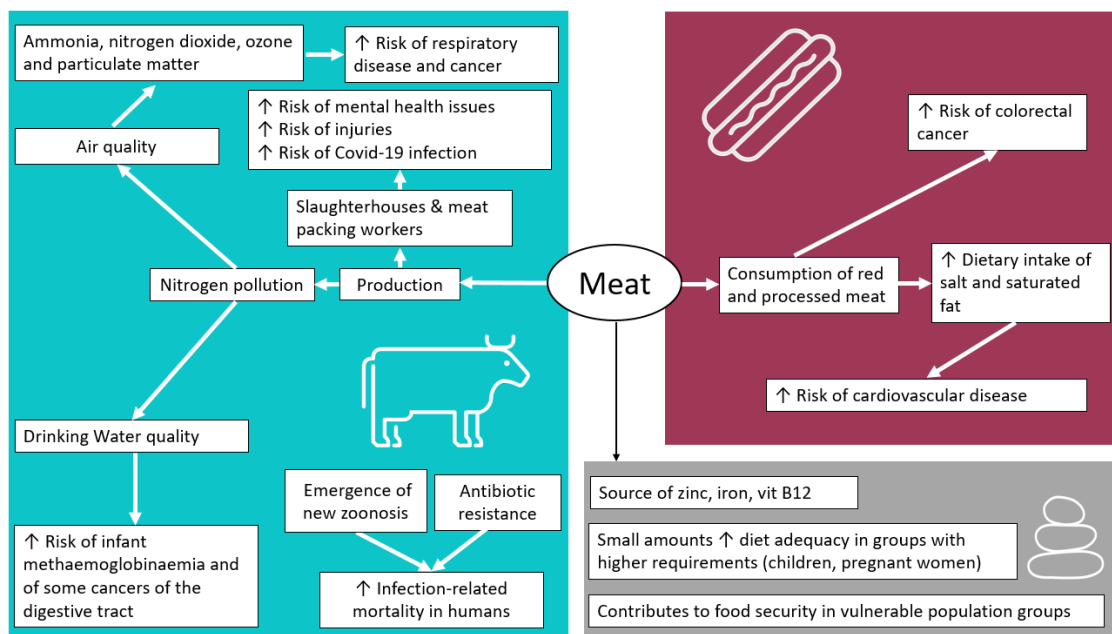 Ammonia, nitrogen dioxide, ozone
and particulate matter
↑ Risk of respiratory
disease and cancer
↑ Risk of mental health issues
↑ Risk of injuries
↑ Risk of Covid-19 infection
Air quality
Slaughterhouses & meat
packing workers
Nitrogen pollution
Production
Meat
Drinking Water quality
↑ Risk of infant
methaemoglobinaemia and
of some cancers of the
digestive tract
Emergence of
new zoonosis
Antibiotic
resistance
↑ Infection-related
mortality in humans
↑ Risk of colorectal
cancer
Consumption of red
and processed meat
↑ Dietary intake of
salt and saturated
fat
↑ Risk of cardiovascular disease
Source of zinc, iron, vit B12
Small amounts ↑ diet adequacy in groups with
higher requirements (children, pregnant women)
Contributes to food security in vulnerable population groups